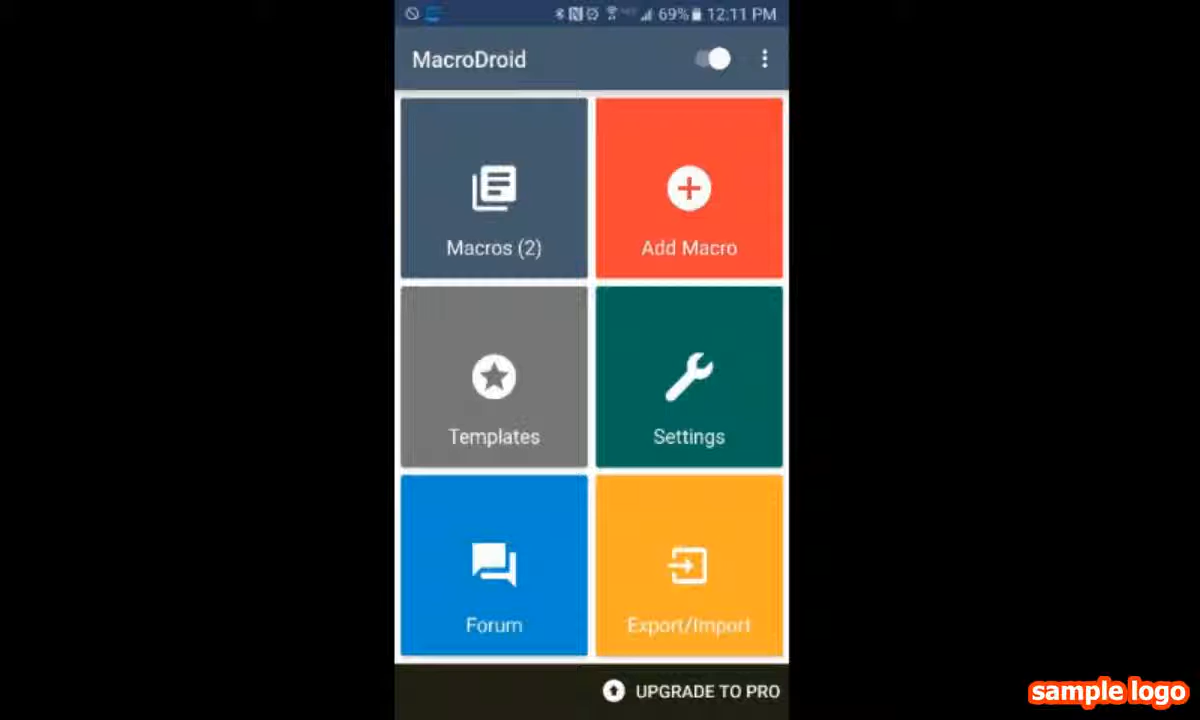 69% 12:11 PM
MacroDroid
Macros (2)
Add Macro
Templates
Settings
Forum
Export/Import
UPGRADE TO PRO
sample logo